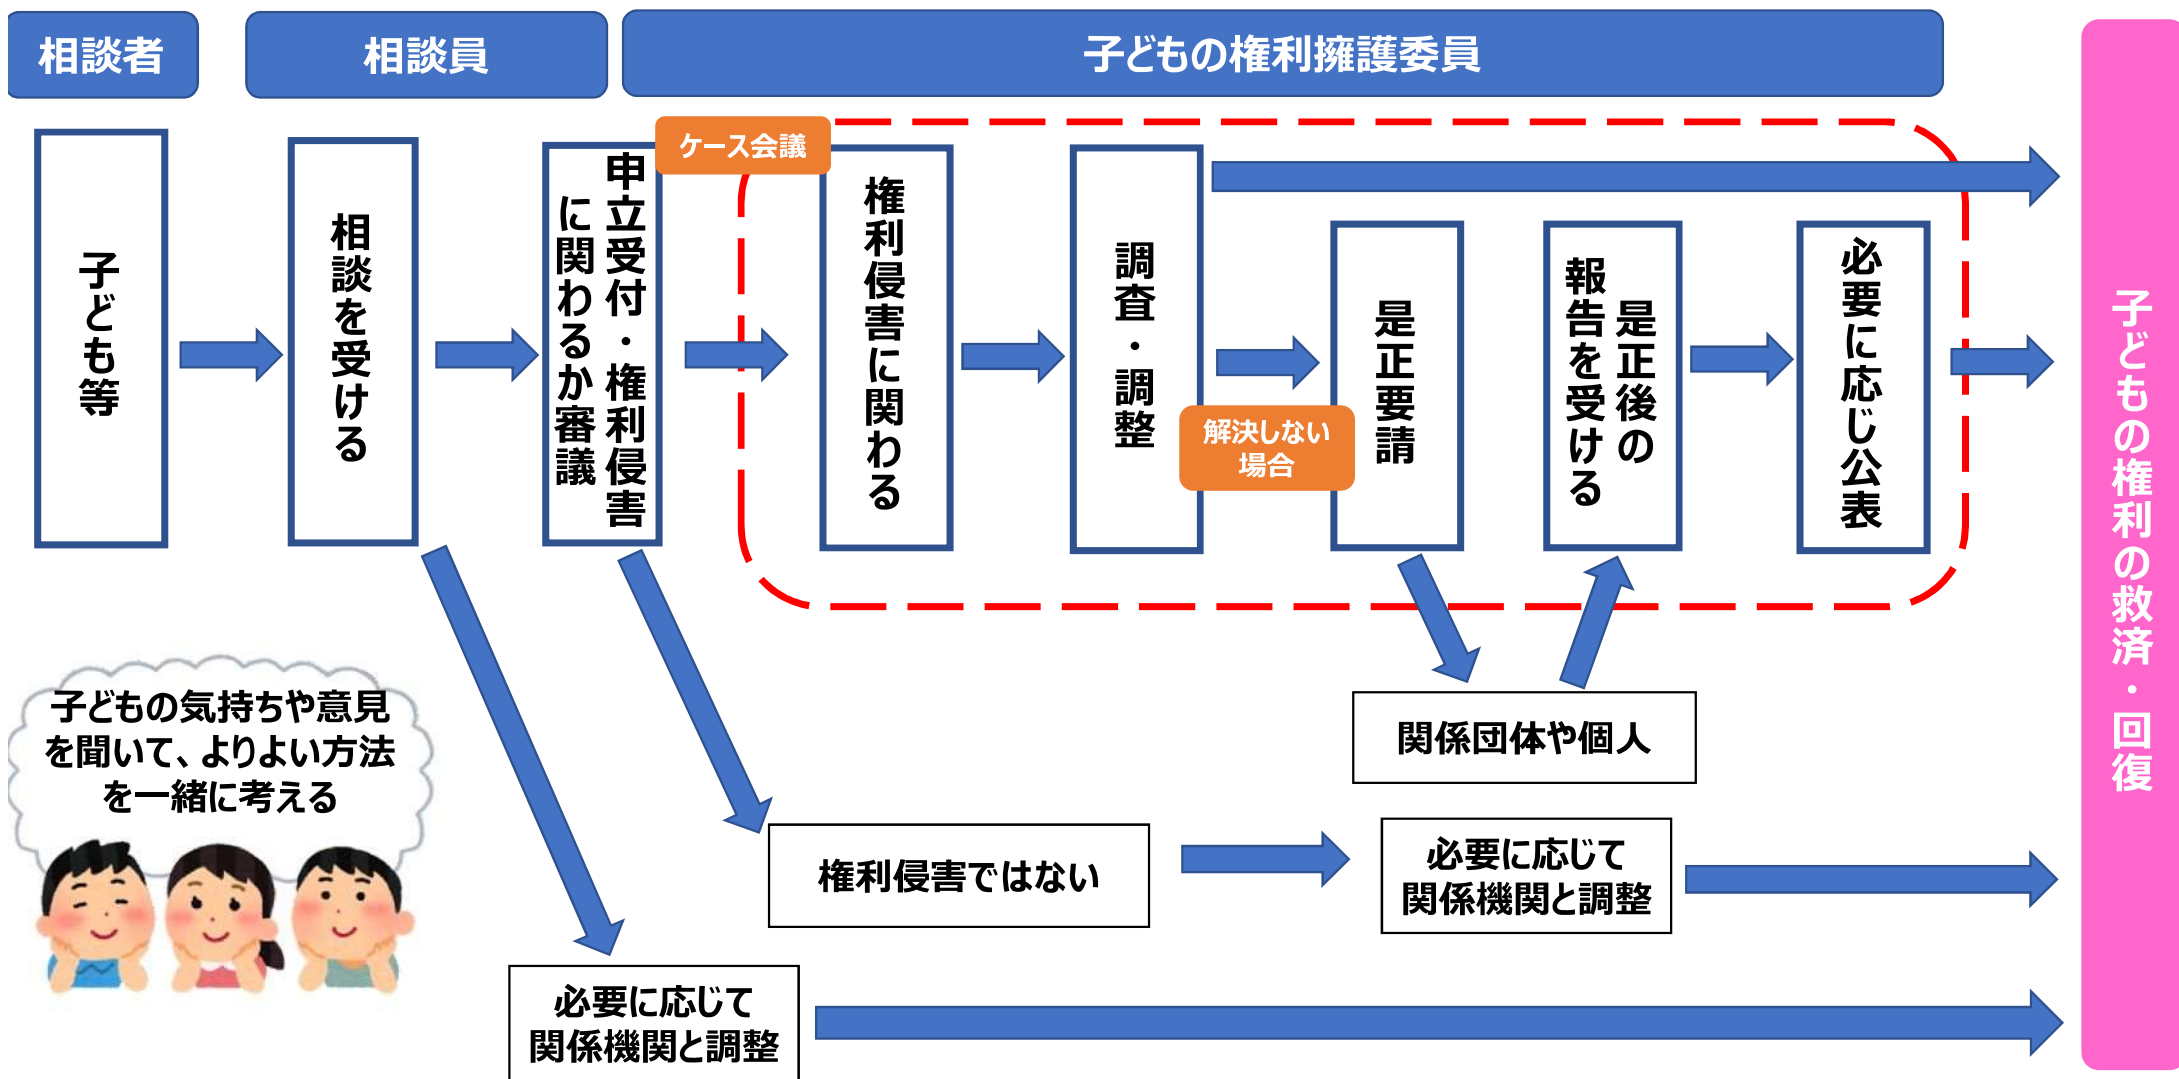 相談者
相談員
子どもの権利擁護委員
子ども等
相談を受ける
申立受付・権利侵害
に関わるか審議
ケース会議
権利侵害に関わる
調査・調整
解決しない
場合
是正要請
是正後の
報告を受ける
必要に応じ公表
子どもの権利の救済・回復
関係団体や個人
権利侵害ではない
必要に応じて
関係機関と調整
必要に応じて
関係機関と調整
子どもの気持ちや意見
を聞いて、よりよい方法
を一緒に考える